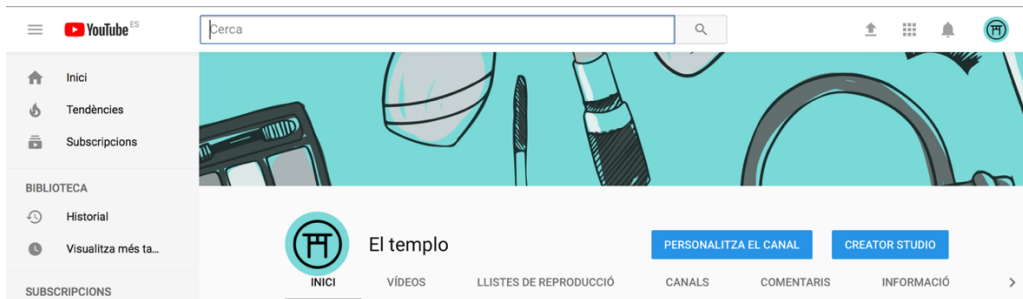 YouTube ES
Cerca
Inici
Tendències
Subscripcions
BIBLIOTECA
Historial
Visualitza més ta...
SUBSCRIPCIONS
El templo
PERSONALITZA EL CANAL
CREATOR STUDIO
INICI VÍDEOS LLISTES DE REPRODUCCIÓ CANALS COMENTARIS INFORMACIÓ